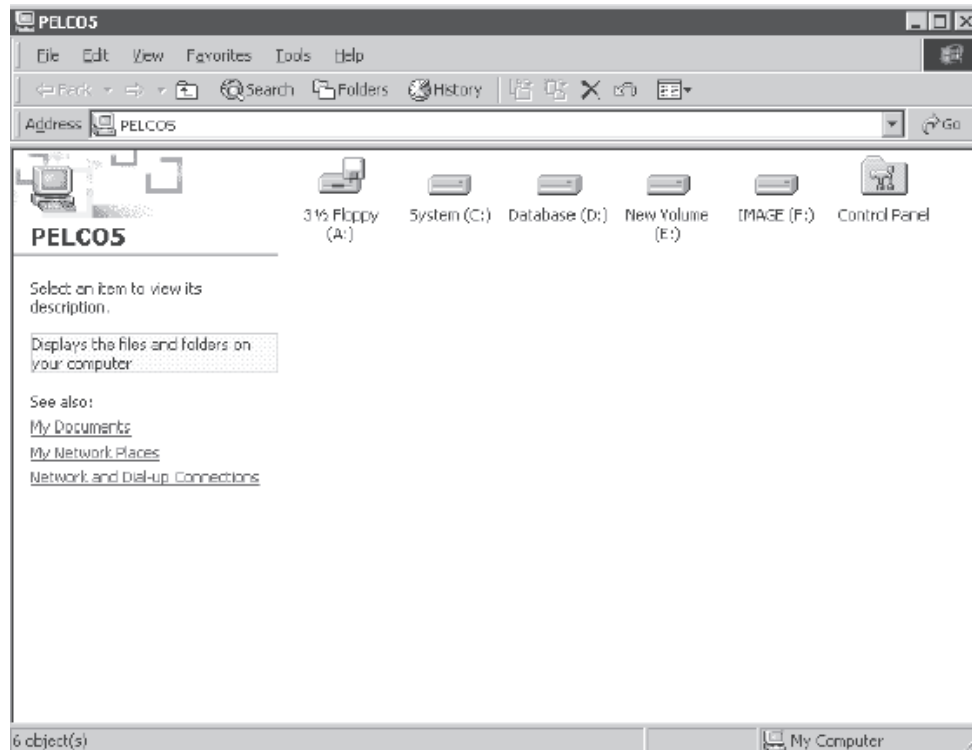 PELCO5
File Edit View Favorites Tools Help
Back Search Folders History
Address PELCO5 Go
PELCO5
Select an item to view its
description.
Displays the files and folders on
your computer
See also:
My Documents
My Network Places
Network and Dial-up Connections
3½ Floppy
(A:)
System (C:)
Database (D:)
New Volume
(E:)
IMAGE (F:)
Control Panel
6 object(s)
My Computer